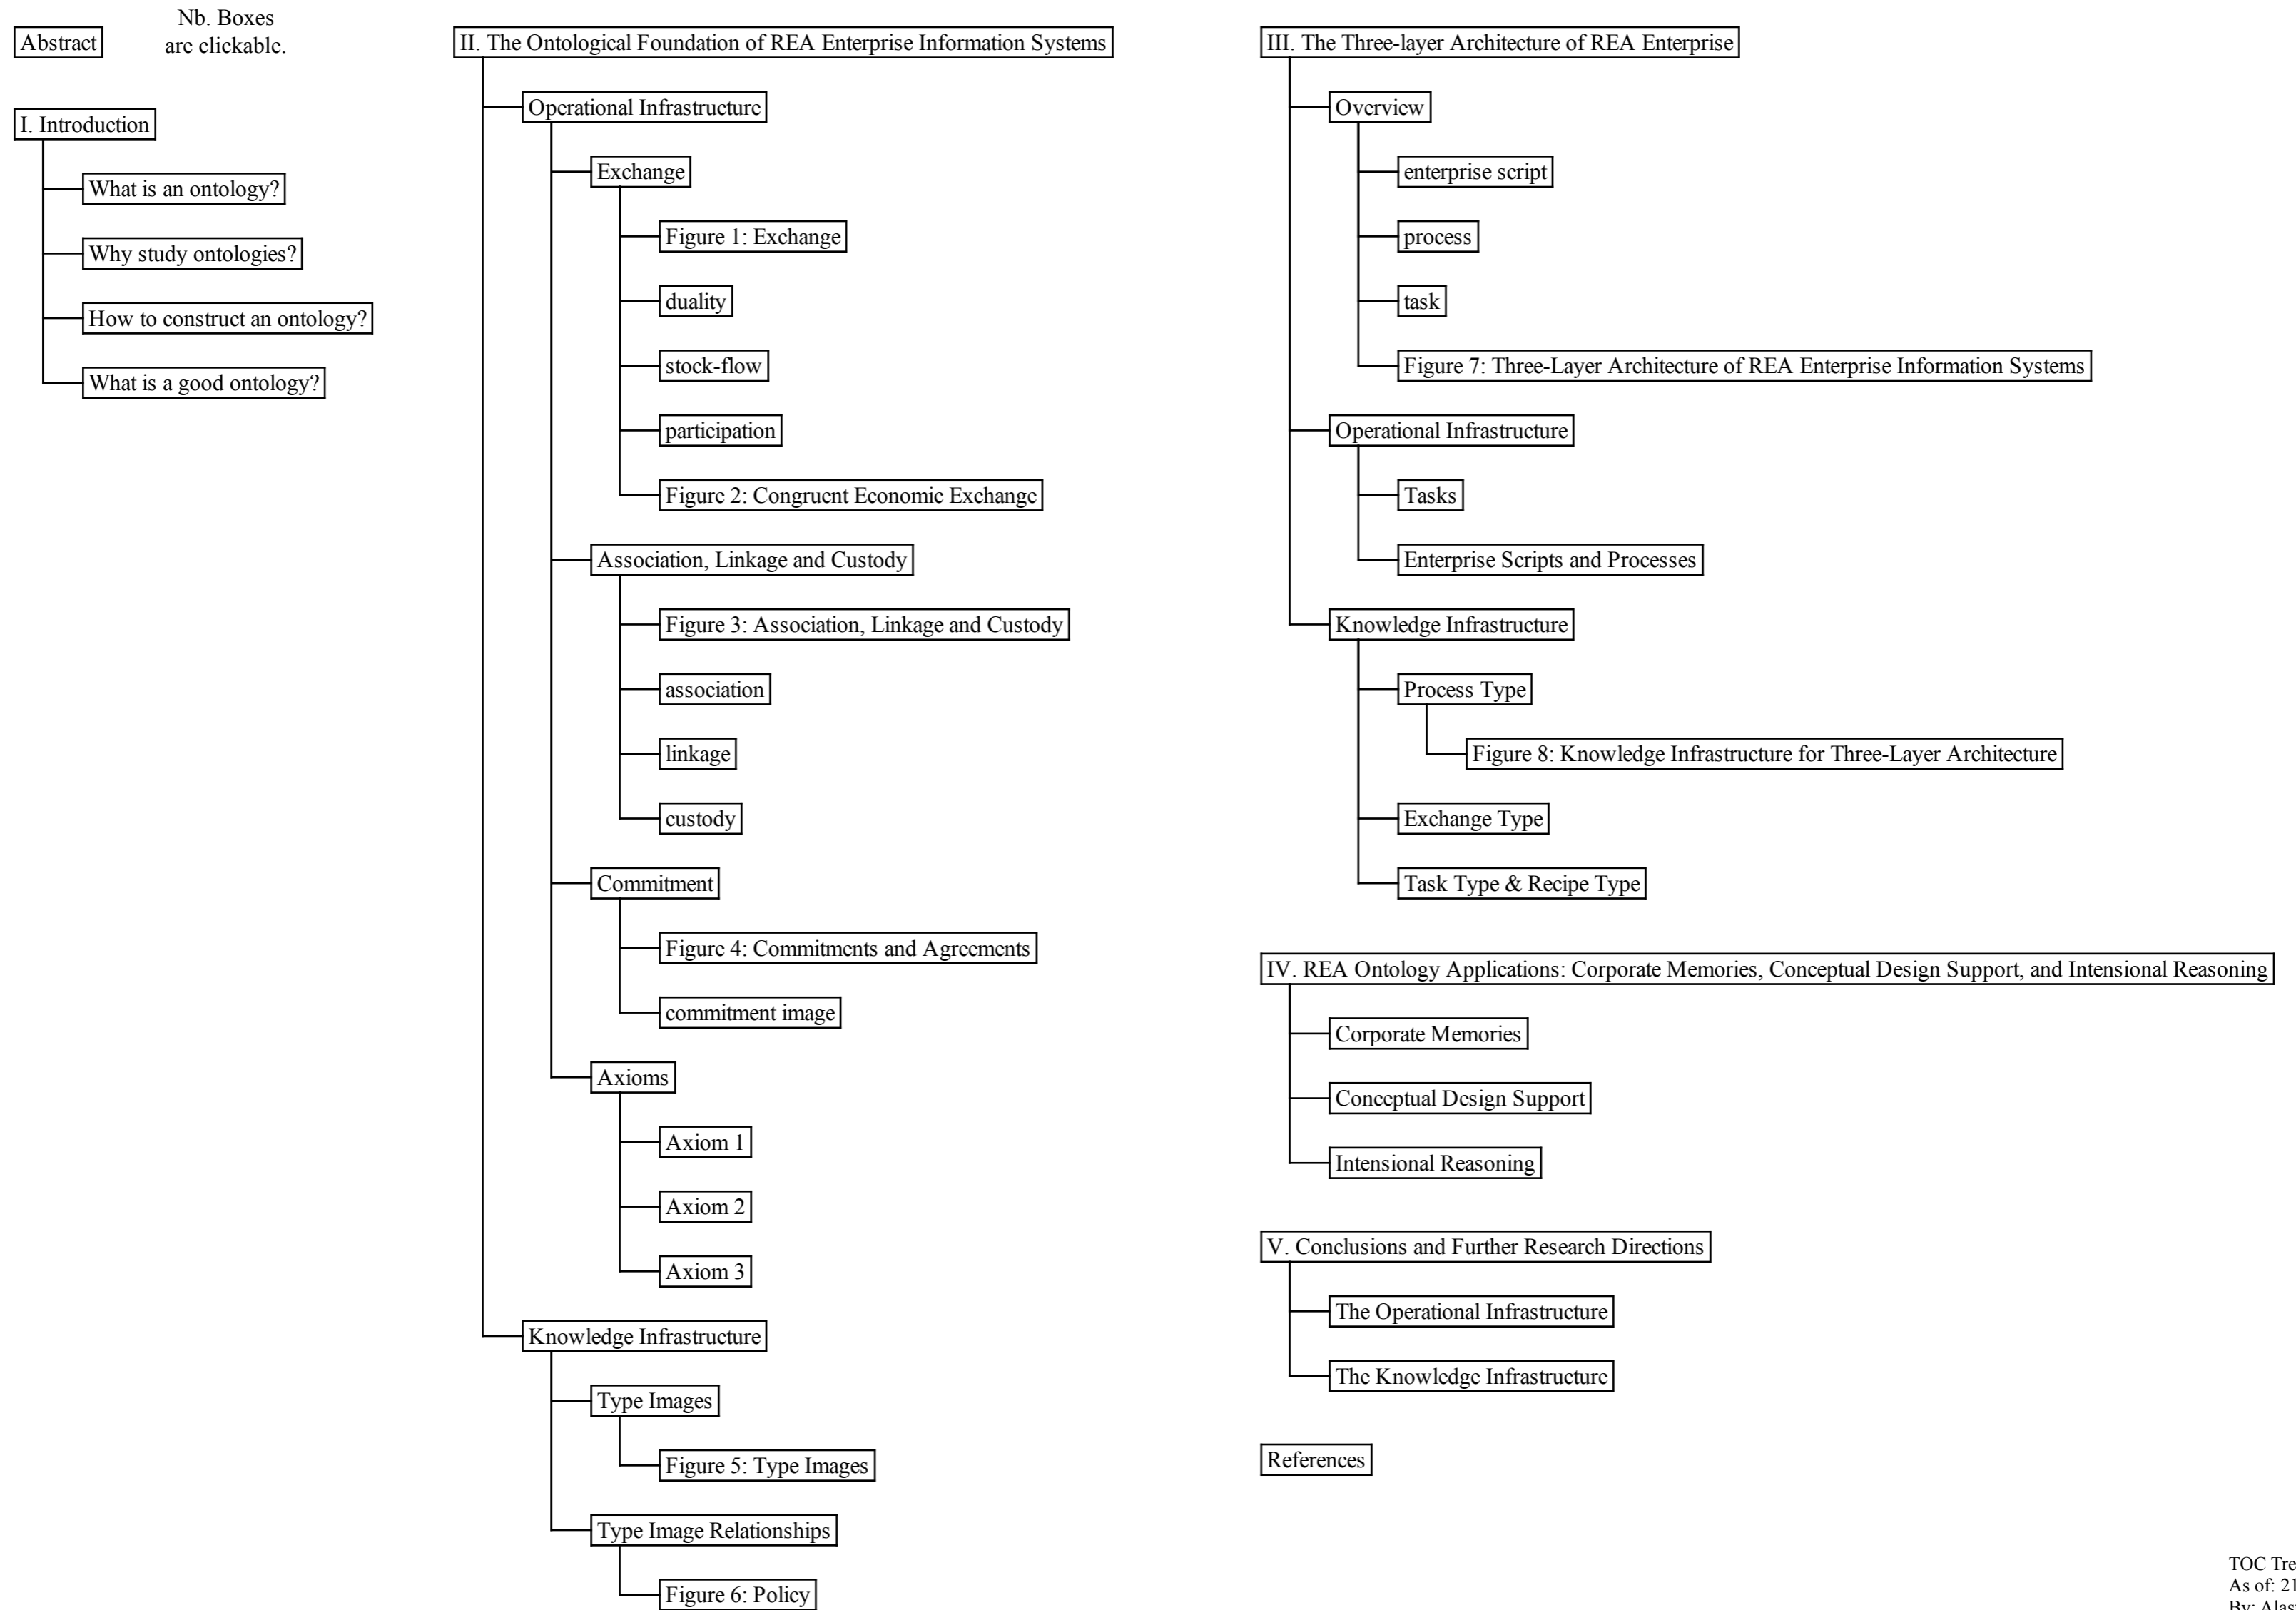 Abstract
Nb. Boxes
are clickable.
I. Introduction
What is an ontology?
Why study ontologies?
How to construct an ontology?
What is a good ontology?
II. The Ontological Foundation of REA Enterprise Information Systems
Operational Infrastructure
Exchange
Figure 1: Exchange
duality
stock-flow
participation
Figure 2: Congruent Economic Exchange
Association, Linkage and Custody
Figure 3: Association, Linkage and Custody
association
linkage
custody
Commitment
Figure 4: Commitments and Agreements
commitment image
Axioms
Axiom 1
Axiom 2
Axiom 3
Knowledge Infrastructure
Type Images
Figure 5: Type Images
Type Image Relationships
Figure 6: Policy
III. The Three-layer Architecture of REA Enterprise
Overview
enterprise script
process
task
Figure 7: Three-Layer Architecture of REA Enterprise Information Systems
Operational Infrastructure
Tasks
Enterprise Scripts and Processes
Knowledge Infrastructure
Process Type
Figure 8: Knowledge Infrastructure for Three-Layer Architecture
Exchange Type
Task Type & Recipe Type
IV. REA Ontology Applications: Corporate Memories, Conceptual Design Support, and Intensional Reasoning
Corporate Memories
Conceptual Design Support
Intensional Reasoning
V. Conclusions and Further Research Directions
The Operational Infrastructure
The Knowledge Infrastructure
References
TOC
As of: 21
By: